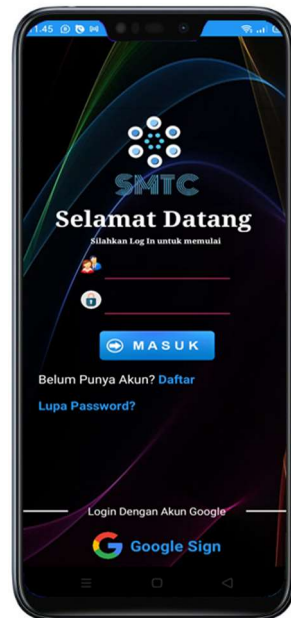 1.45
SMTC
Selamat Datang
Silahkan Log In untuk memulai
MASUK
Belum Punya Akun? Daftar
Lupa Password?
Login Dengan Akun Google
Google Sign